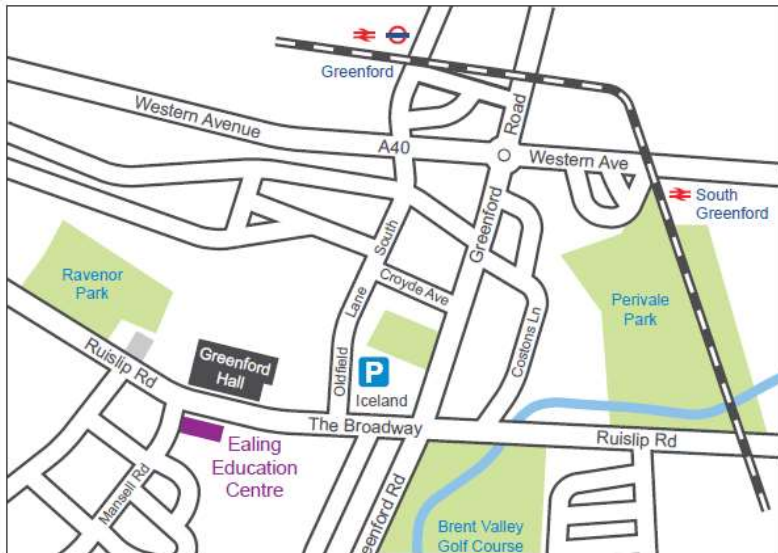 Greenford
Road
Western Avenue
A40
Western Ave
South
Greenford
Greenford
Oldfield Lane South
Croyde Ave
Costons Ln
Ravenor
Park
Perivale
Park
Ruislip Rd
Greenford
Hall
P
Iceland
The Broadway
Ruislip Rd
Ealing
Education
Centre
Mansell Rd
eenford Rd
Brent Valley
Golf Course